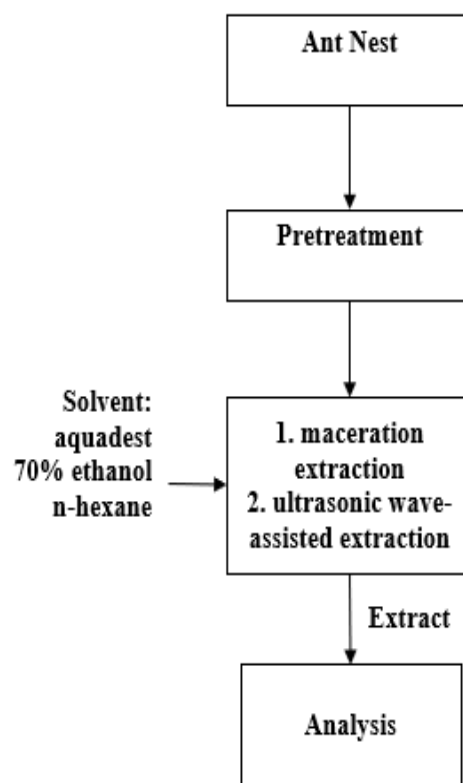 Ant Nest
Pretreatment
Solvent:
aquadest
70% ethanol
n-hexane
1. maceration
extraction
2. ultrasonic wave-
assisted extraction
Extract
Analysis